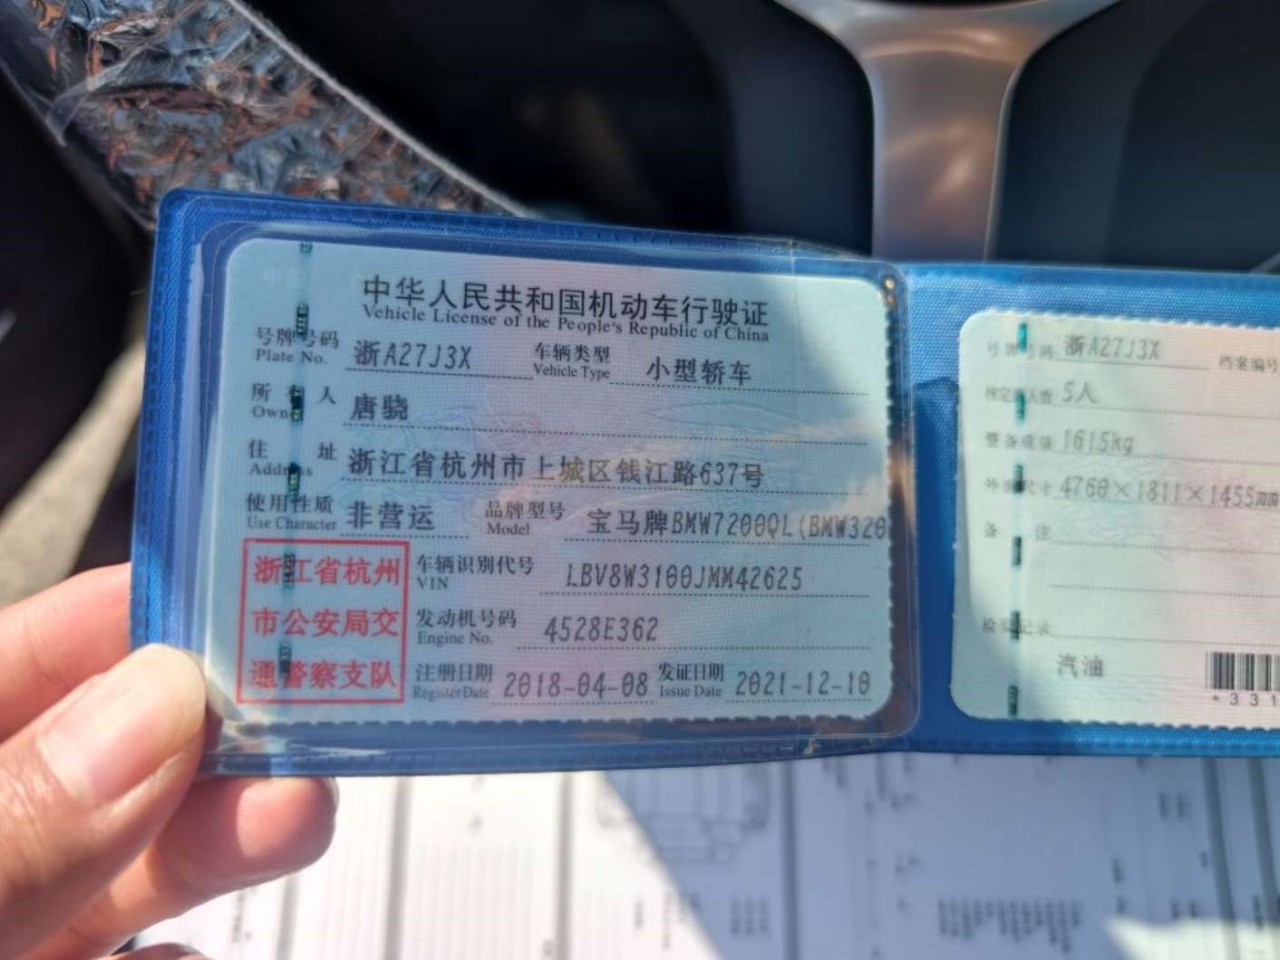 中华人民共和国机动车行驶证
Vehicle License of the People's Republic of China
号牌号码 浙A27J3X 车辆类型 小型轿车
Plate No. Vehicle Type
所有人 唐骁
Owner
住址 浙江省杭州市上城区钱江路637号
Address
使用性质 非营运 品牌型号 宝马牌BMW7200QL(BMW320
Use Character Model
浙江省杭州
市公安局交
通警察支队
车辆识别代号 LBV8W3100JMM42625
VIN
发动机号码 4528E362
Engine No.
注册日期 2018-04-08 发证日期 2021-12-10
Register Date Issue Date
号牌号码 浙A27J3X 档案编号
核定载人数 5人
整备质量 1615kg
外廓尺寸 4760×1811×1455mm
备注
检验记录
汽油
*331